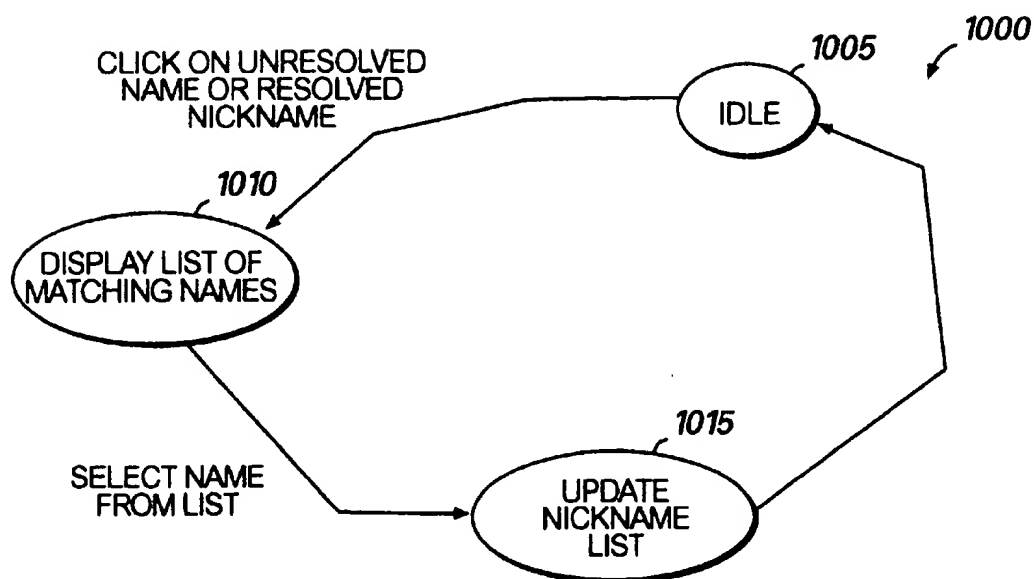 1000
1005
IDLE
CLICK ON UNRESOLVED
NAME OR RESOLVED
NICKNAME
1010
DISPLAY LIST OF
MATCHING NAMES
SELECT NAME
FROM LIST
1015
UPDATE
NICKNAME
LIST